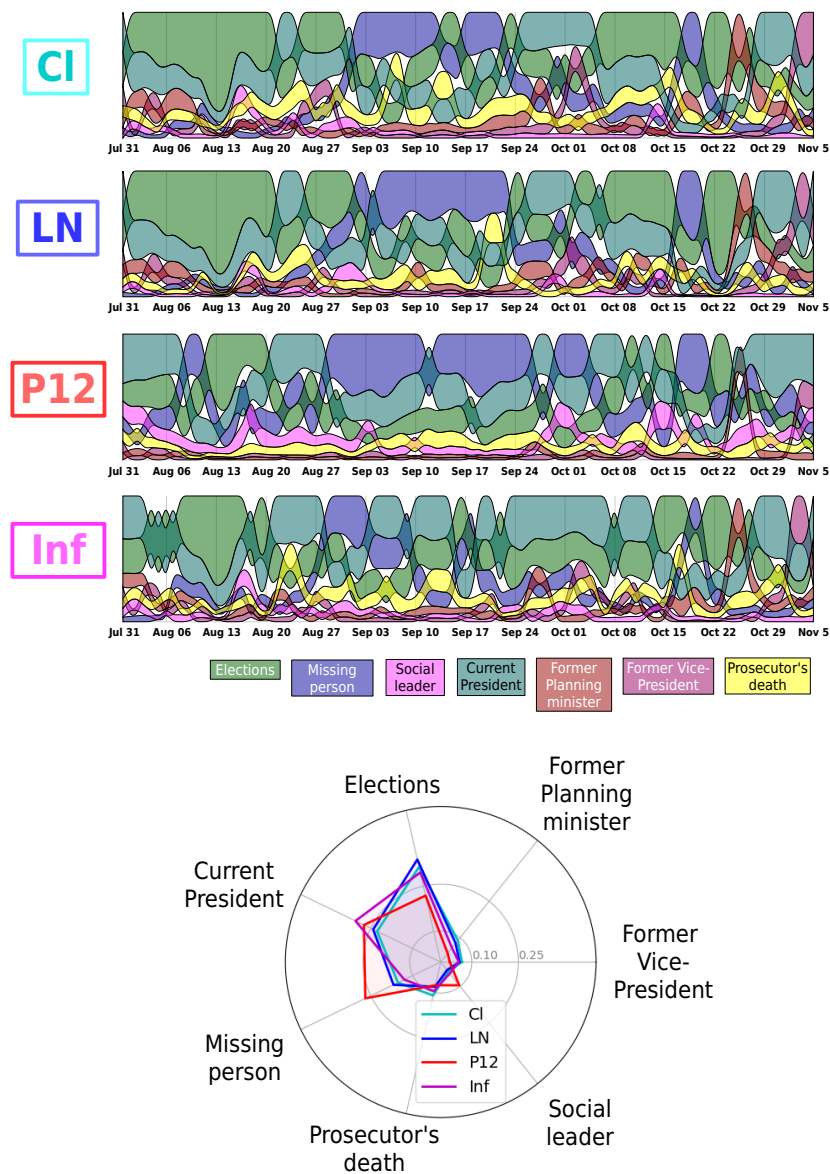 Cl
Jul 31 Aug 06 Aug 13 Aug 20 Aug 27 Sep 03 Sep 10 Sep 17 Sep 24 Oct 01 Oct 08 Oct 15 Oct 22 Oct 29 Nov 5
LN
Jul 31 Aug 06 Aug 13 Aug 20 Aug 27 Sep 03 Sep 10 Sep 17 Sep 24 Oct 01 Oct 08 Oct 15 Oct 22 Oct 29 Nov 5
P12
Jul 31 Aug 06 Aug 13 Aug 20 Aug 27 Sep 03 Sep 10 Sep 17 Sep 24 Oct 01 Oct 08 Oct 15 Oct 22 Oct 29 Nov 5
Inf
Jul 31 Aug 06 Aug 13 Aug 20 Aug 27 Sep 03 Sep 10 Sep 17 Sep 24 Oct 01 Oct 08 Oct 15 Oct 22 Oct 29 Nov 5
Elections
Missing
person
Social
leader
Current
President
Former
Planning
minister
Former Vice-
President
Prosecutor's
death
Elections
Former
Planning
minister
Current
President
Former
Vice-
President
0.10 0.25
Missing
person
Cl
LN
P12
Inf
Prosecutor's
death
Social
leader